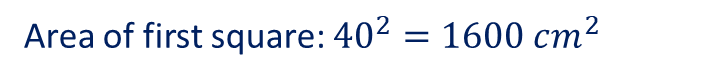 Area of first square: 40² = 1600 cm²